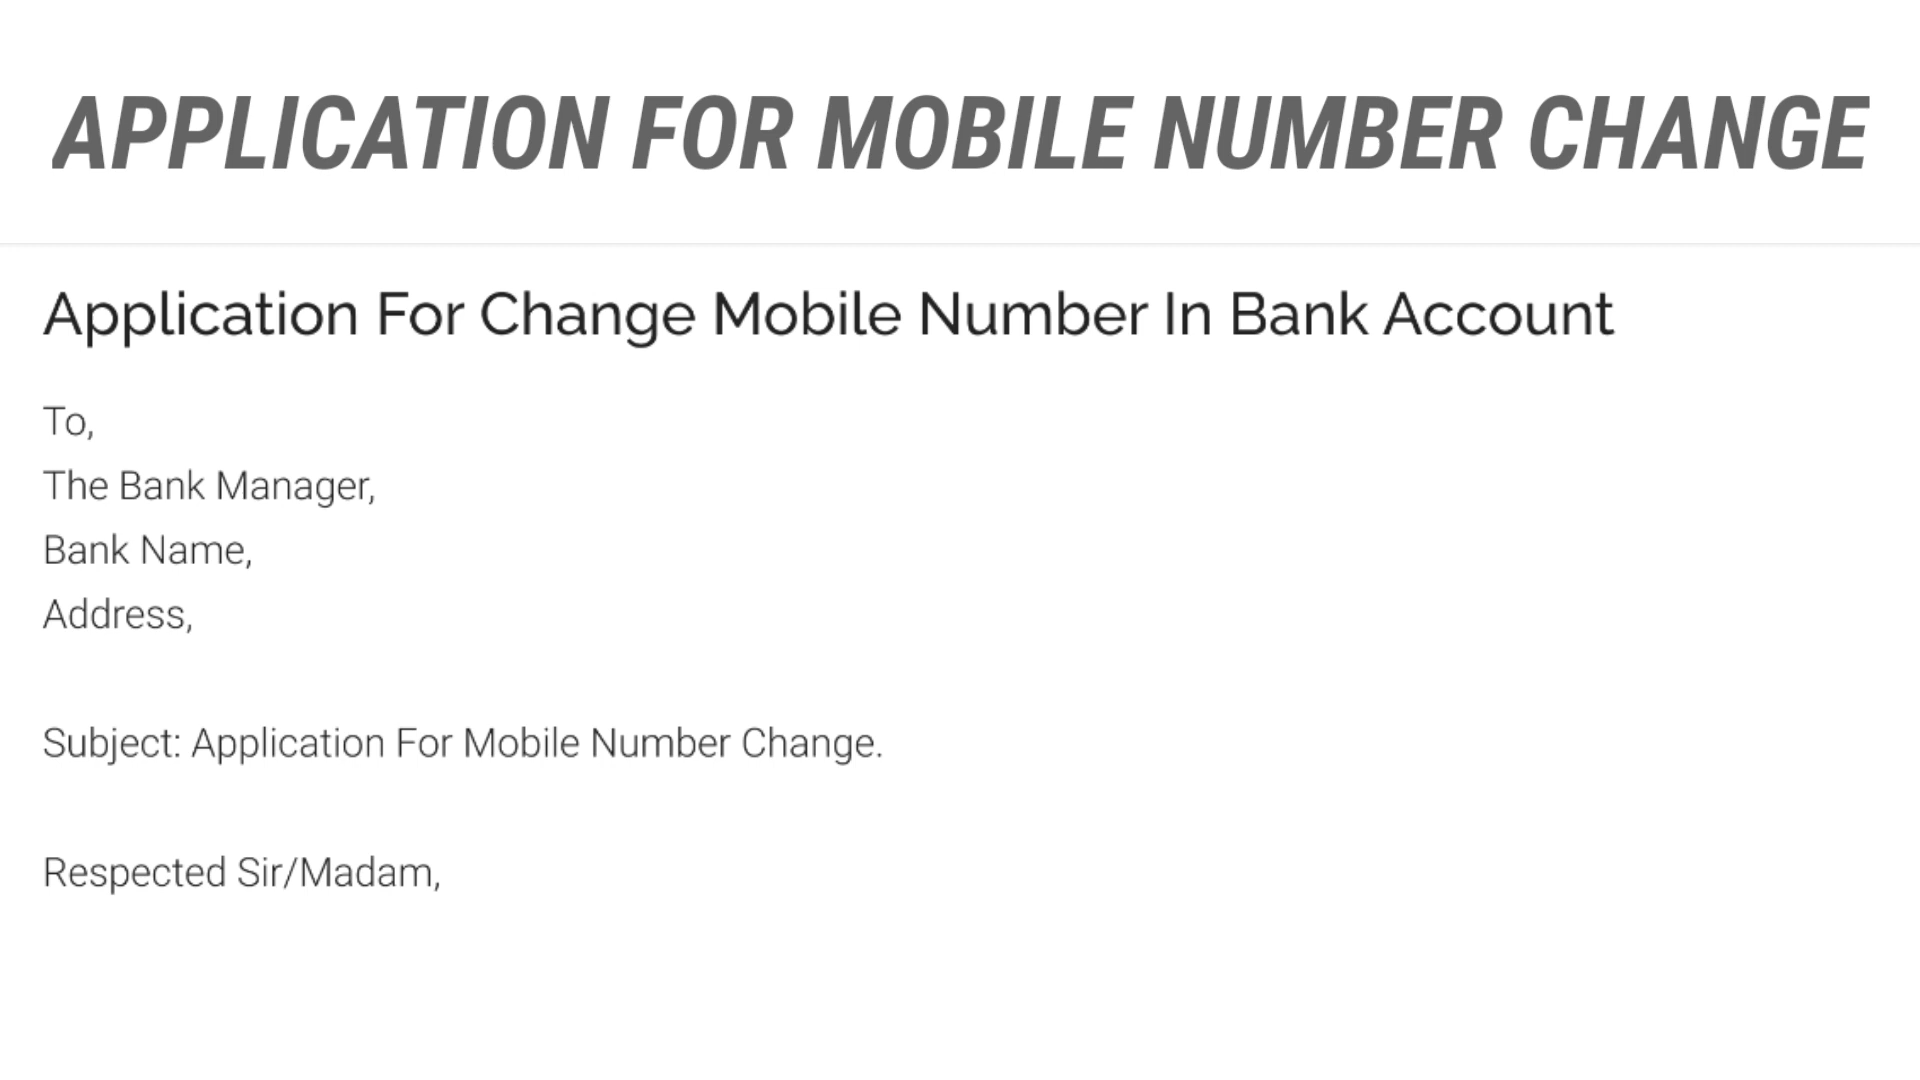 APPLICATION FOR MOBILE NUMBER CHANGE
Application For Change Mobile Number In Bank Account
To,
The Bank Manager,
Bank Name,
Address,
Subject: Application For Mobile Number Change.
Respected Sir/Madam,